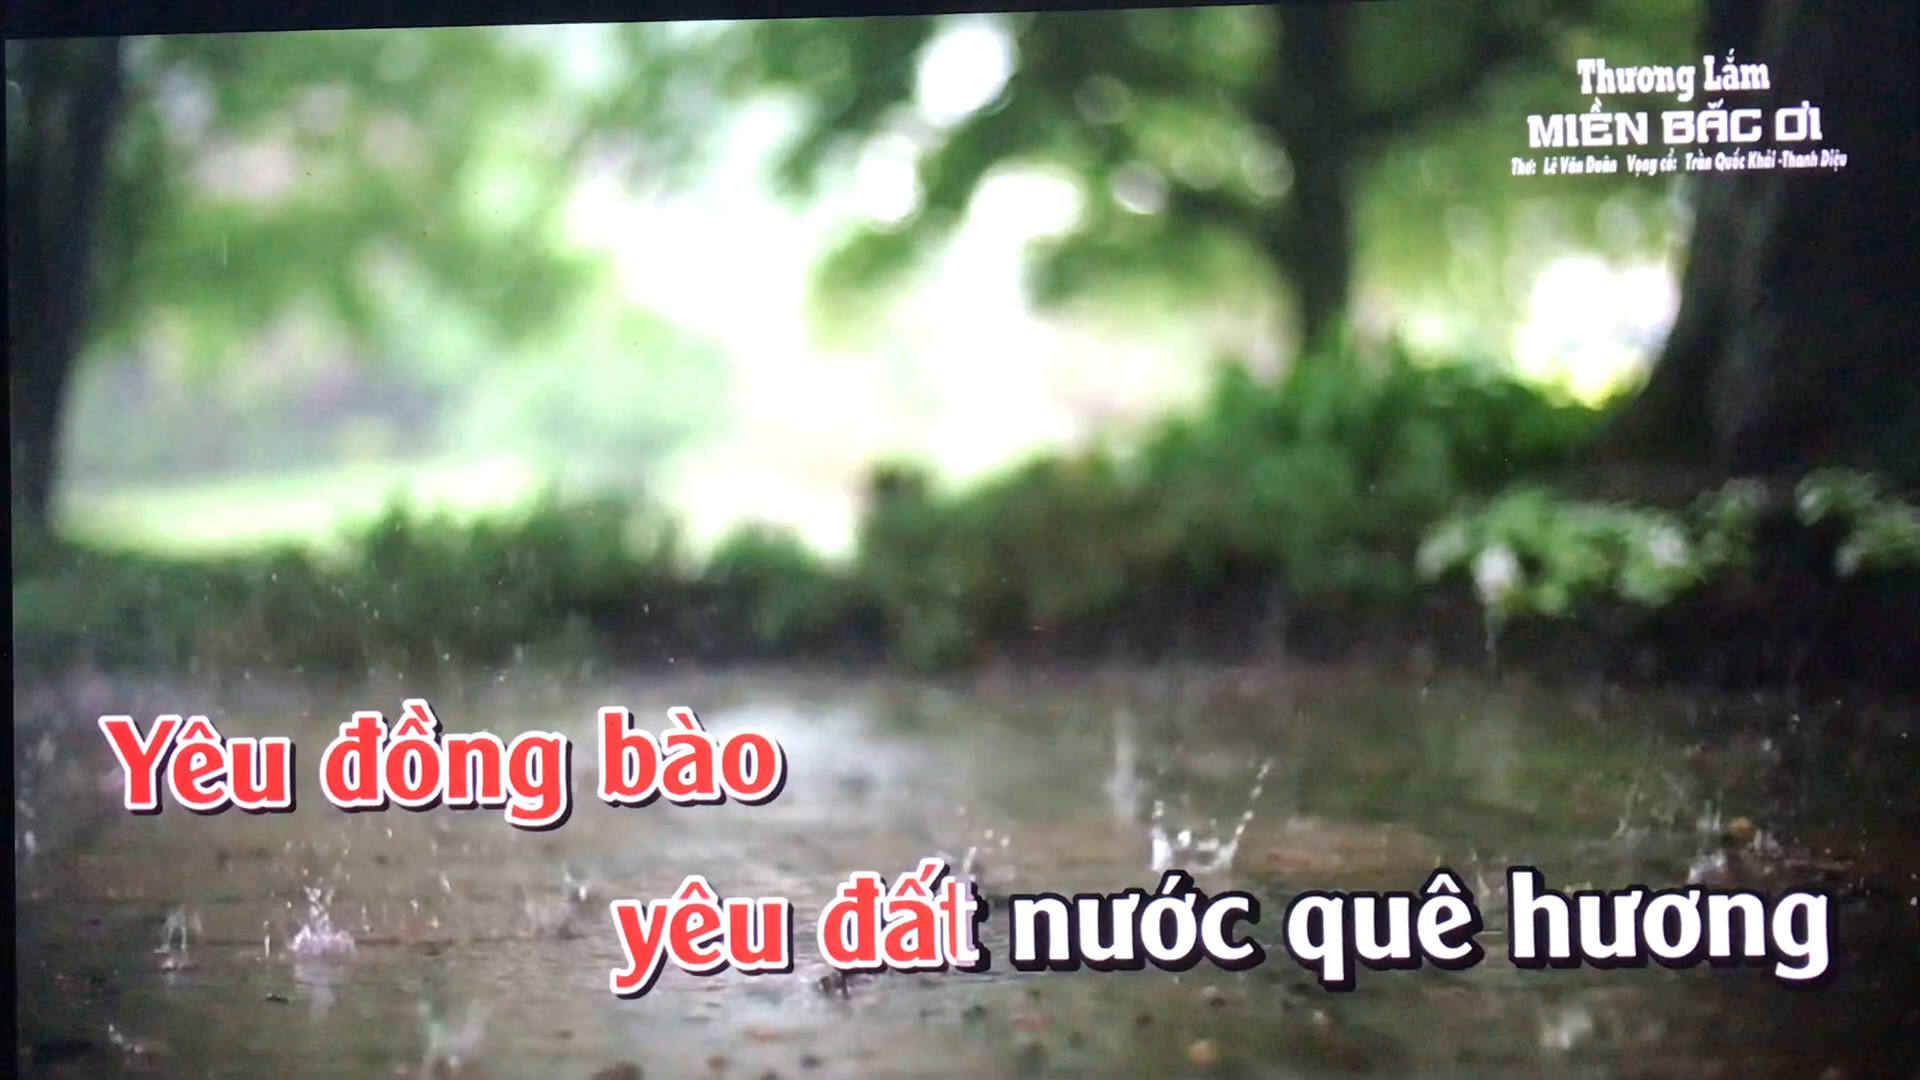 Thương Lắm
MIỀN BẮC ƠI
Thơ: Lê Văn Duân Vọng cổ: Trần Quốc Khải -Thanh Diệu
Yêu đồng bào
yêu đất nước quê hương